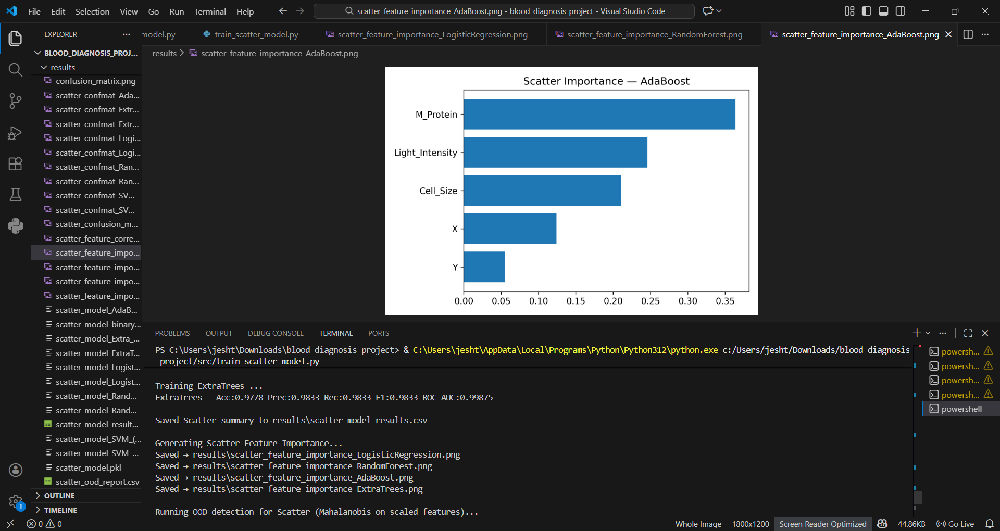 File Edit Selection View Go Run Terminal Help
scatter_feature_importance_AdaBoost.png - blood_diagnosis_project - Visual Studio Code
EXPLORER
model.py
train_scatter_model.py
scatter_feature_importance_LogisticRegression.png
scatter_feature_importance_RandomForest.png
scatter_feature_importance_AdaBoost.png
BLOOD_DIAGNOSIS_PROJ...
results
confusion_matrix.png
scatter_confmat_Ada...
scatter_confmat_Extr...
scatter_confmat_Extr...
scatter_confmat_Logi...
scatter_confmat_Logi...
scatter_confmat_Ran...
scatter_confmat_Ran...
scatter_confmat_SV...
scatter_confmat_SV...
scatter_confusion_m...
scatter_feature_corre...
scatter_feature_impo...
scatter_feature_impo...
scatter_feature_impo...
scatter_feature_impo...
scatter_model_AdaB...
scatter_model_binary...
scatter_model_Extra_...
scatter_model_ExtraT...
scatter_model_Logist...
scatter_model_Logist...
scatter_model_Rand...
scatter_model_Rand...
scatter_model_result...
scatter_model_SVM_(...
scatter_model_SVM_...
scatter_model.pkl
scatter_ood_report.csv
OUTLINE
TIMELINE
results > scatter_feature_importance_AdaBoost.png
Scatter Importance — AdaBoost
M_Protein
Light_Intensity
Cell_Size
X
Y
0.00 0.05 0.10 0.15 0.20 0.25 0.30 0.35
PROBLEMS OUTPUT DEBUG CONSOLE TERMINAL PORTS
PS C:\Users\jesht\Downloads\blood_diagnosis_project> & C:\Users\jesht\AppData\Local\Programs\Python\Python312\python.exe c:/Users/jesht/Downloads/blood_diagnosis
_project/src/train_scatter_model.py
Training ExtraTrees ...
ExtraTrees — Acc:0.9778 Prec:0.9833 Rec:0.9833 F1:0.9833 ROC_AUC:0.99875
Saved Scatter summary to results\scatter_model_results.csv
Generating Scatter Feature Importance...
Saved → results\scatter_feature_importance_LogisticRegression.png
Saved → results\scatter_feature_importance_RandomForest.png
Saved → results\scatter_feature_importance_AdaBoost.png
Saved → results\scatter_feature_importance_ExtraTrees.png
Running OOD detection for Scatter (Mahalanobis on scaled features)...
powersh...
powersh...
powersh...
powersh...
powershell
1
0 0
Whole Image 1800x1200 Screen Reader Optimized 44.86KB Go Live